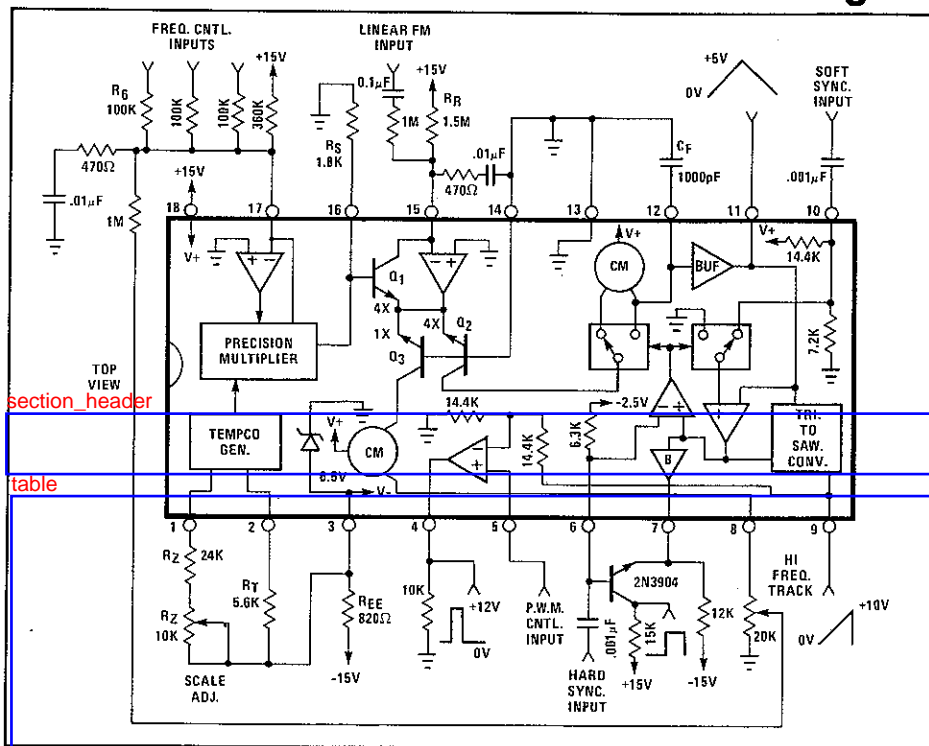 g
FREQ. CNTL.
INPUTS
LINEAR FM
INPUT
+15V
+15V
0.1µF
+5V
0V
SOFT
SYNC.
INPUT
R6
100K
100K
100K
360K
RS
1.8K
1M
RR
1.5M
.01µF
470Ω
CF
1000pF
.001µF
470Ω
.01µF
1M
+15V
18
17
16
15
14
13
12
11
10
V+
V+
V+
14.4K
CM
BUF
Q1
4X
1X
4X
Q2
Q3
PRECISION
MULTIPLIER
7.2K
TOP
VIEW
section_header
14.4K
-2.5V
TEMPCO
GEN.
V+
CM
14.4K
6.3K
B
TRI.
TO
SAW.
CONV.
table
V-
1
2
3
4
5
6
7
8
9
RZ
24K
RT
5.6K
REE
820Ω
10K
+12V
0V
P.W.M.
CNTL.
INPUT
2N3904
HI
FREQ.
TRACK
+10V
0V
RZ
10K
.001µF
15K
12K
20K
SCALE
ADJ.
-15V
HARD
SYNC.
INPUT
+15V
-15V